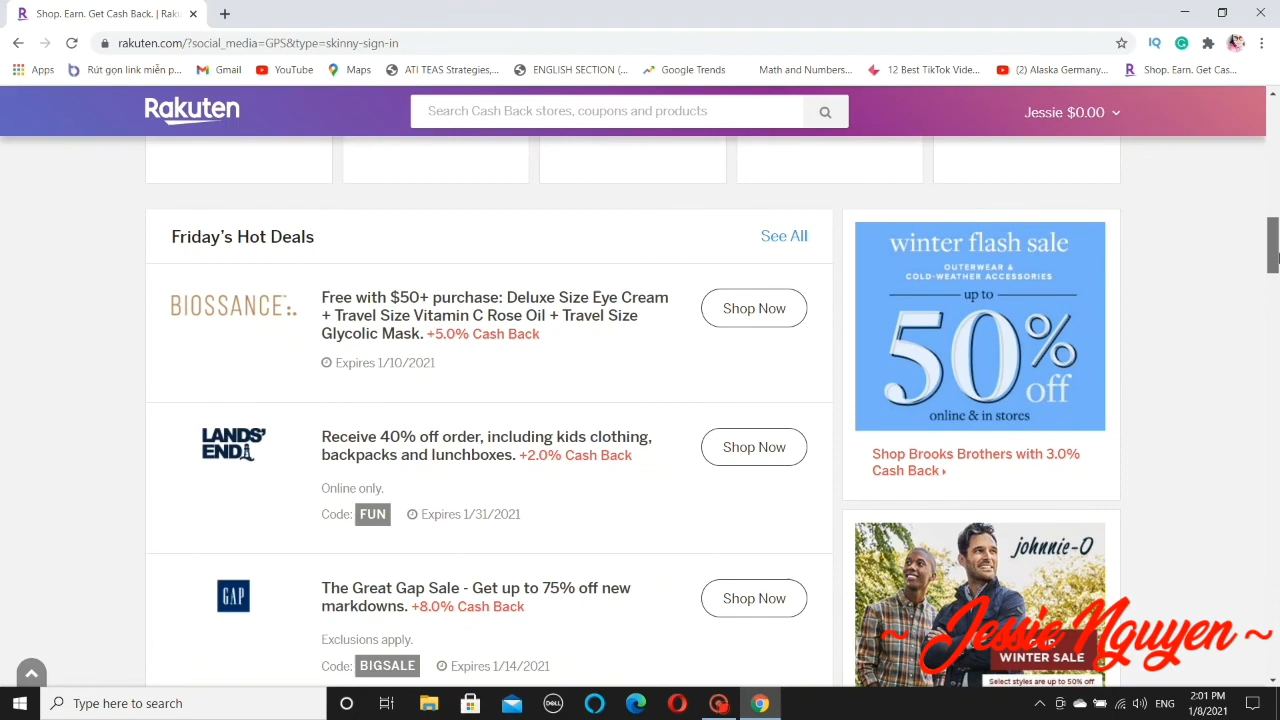 Shop. Earn. Get Cash Back. | Rak
rakuten.com/?social_media=GPS&type=skinny-sign-in
Apps
Rút gọn link miễn p...
Gmail
YouTube
Maps
ATI TEAS Strategies,...
ENGLISH SECTION (...
Google Trends
Math and Numbers...
12 Best TikTok Vide...
(2) Alaska Germany...
Shop. Earn. Get Cas...
Rakuten
Search Cash Back stores, coupons and products
Jessie $0.00
Friday's Hot Deals
See All
BIOSSANCE
Free with $50+ purchase: Deluxe Size Eye Cream
+ Travel Size Vitamin C Rose Oil + Travel Size
Glycolic Mask. +5.0% Cash Back
Expires 1/10/2021
Shop Now
LANDS'
END
Receive 40% off order, including kids clothing,
backpacks and lunchboxes. +2.0% Cash Back
Online only.
Code: FUN
Expires 1/31/2021
Shop Now
GAP
The Great Gap Sale - Get up to 75% off new
markdowns. +8.0% Cash Back
Exclusions apply.
Code: BIGSALE
Expires 1/14/2021
Shop Now
winter flash sale
OUTERWEAR &
COLD-WEATHER ACCESSORIES
up to
50%
off
online & in stores
Shop Brooks Brothers with 3.0%
Cash Back
johnnie-O
WINTER SALE
Select styles are up to 50% off
~ Jessie Nguyen ~
Type here to search
DELL
ENG
2:01 PM
1/8/2021